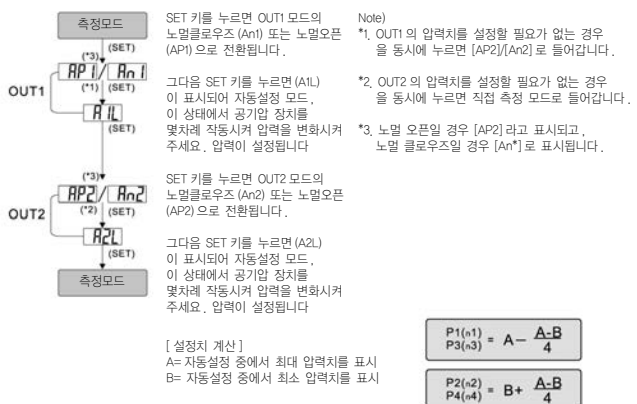 측정모드
(SET)
(*3)
OUT1
AP1 / An1
(*1) (SET)
A1L
(SET)
(*3)
OUT2
AP2 / An2
(*2) (SET)
A2L
(SET)
측정모드
SET 키를 누르면 OUT1 모드의
노멀클로우즈 (An1) 또는 노멀오픈
(AP1) 으로 전환됩니다.
그다음 SET 키를 누르면 (A1L)
이 표시되어 자동설정 모드,
이 상태에서 공기압 장치를
몇차례 작동시켜 압력을 변화시켜
주세요. 압력이 설정됩니다
SET 키를 누르면 OUT2 모드의
노멀클로우즈 (An2) 또는 노멀오픈
(AP2) 으로 전환됩니다.
그다음 SET 키를 누르면 (A2L)
이 표시되어 자동설정 모드,
이 상태에서 공기압 장치를
몇차례 작동시켜 압력을 변화시켜
주세요. 압력이 설정됩니다
[ 설정치 계산 ]
A= 자동설정 중에서 최대 압력치를 표시
B= 자동설정 중에서 최소 압력치를 표시
Note)
*1. OUT1 의 압력치를 설정할 필요가 없는 경우
을 동시에 누르면 [AP2]/[An2] 로 들어갑니다.
*2. OUT2 의 압력치를 설정할 필요가 없는 경우
을 동시에 누르면 직접 측정 모드로 들어갑니다.
*3. 노멀 오픈일 경우 [AP2] 라고 표시되고,
노멀 클로우즈일 경우 [An*] 로 표시됩니다.
P1(n1)
P3(n3) = A− A-B
4
P2(n2)
P4(n4) = B+ A-B
4